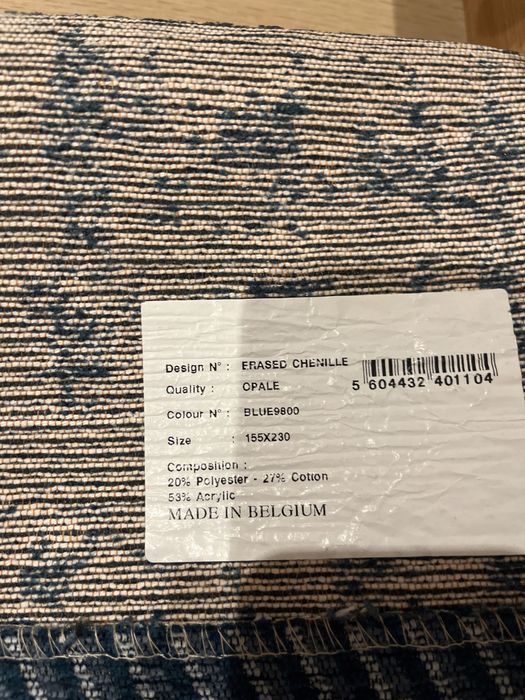 Design N° : ERASED CHENILLE
Quality : OPALE
5 604432 401104
Colour N° : BLUE9800
Size : 155X230
Composition :
20% Polyester - 27% Cotton
53% Acrylic
MADE IN BELGIUM